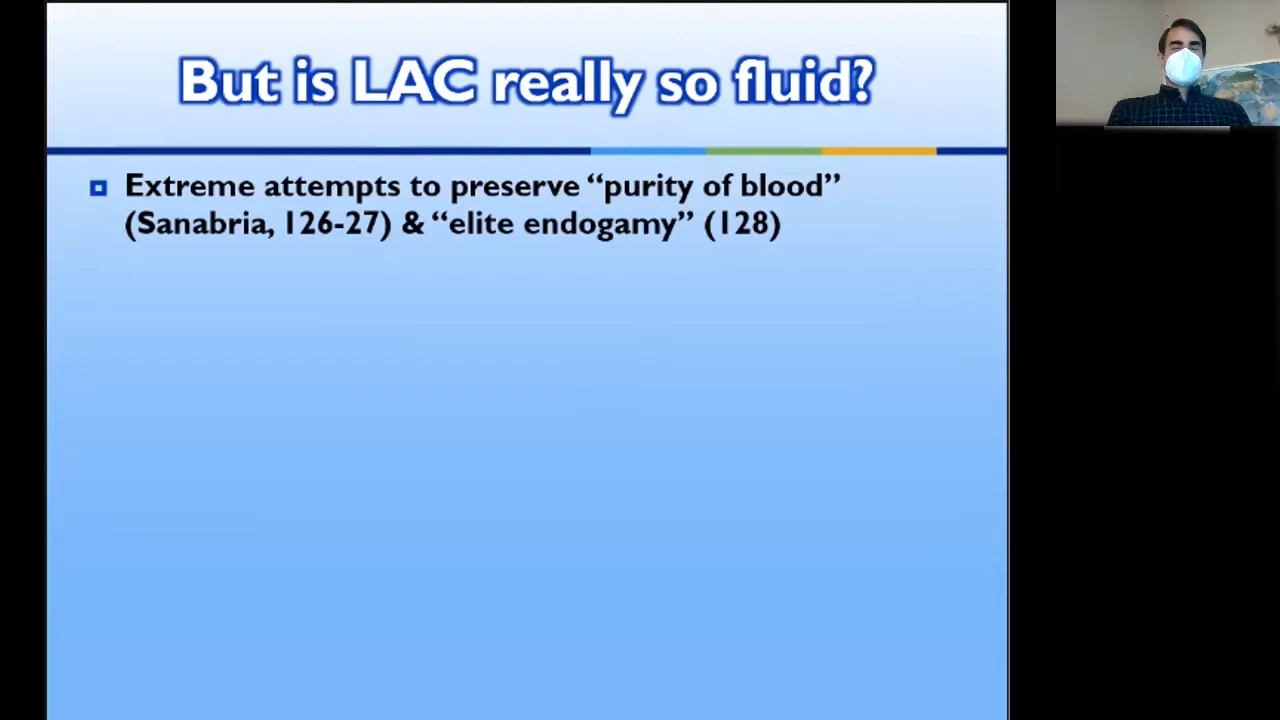 But is LAC really so fluid?
Extreme attempts to preserve “purity of blood”
(Sanabria, 126-27) & “elite endogamy” (128)